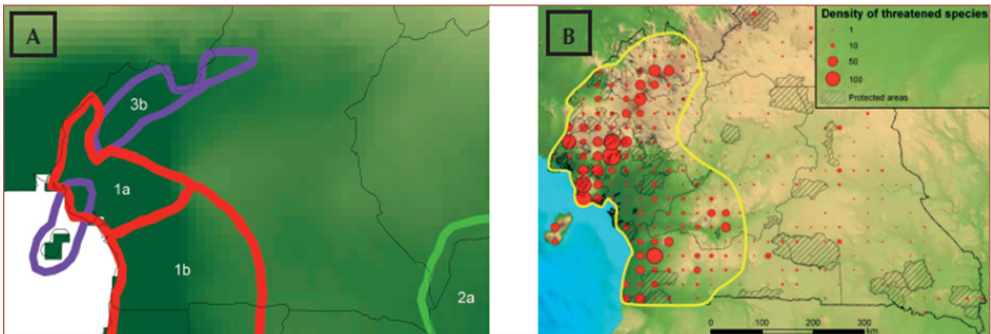 A
3b
1a
1b
2a
B
Density of threatened species
1
10
50
100
Protected areas
0 100 200 300
km